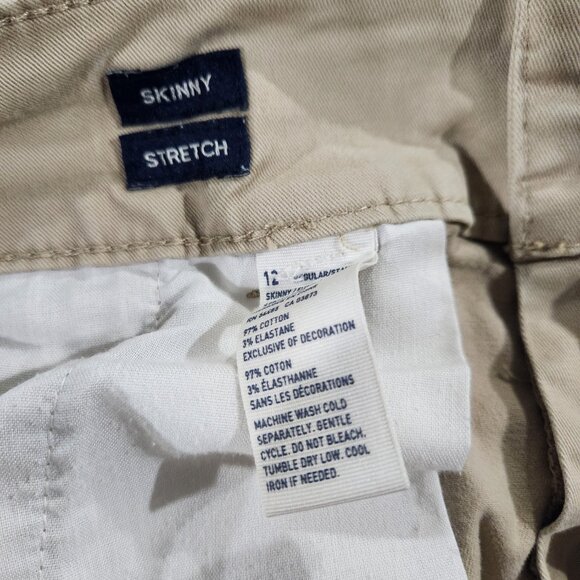 SKINNY
STRETCH
12
SKINNY
97% COTTON
3% ELASTANE
EXCLUSIVE OF DECORATION
97% COTON
3% ÉLASTHANNE
SANS LES DÉCORATIONS
MACHINE WASH COLD
SEPARATELY. GENTLE
CYCLE. DO NOT BLEACH.
TUMBLE DRY LOW. COOL
IRON IF NEEDED.